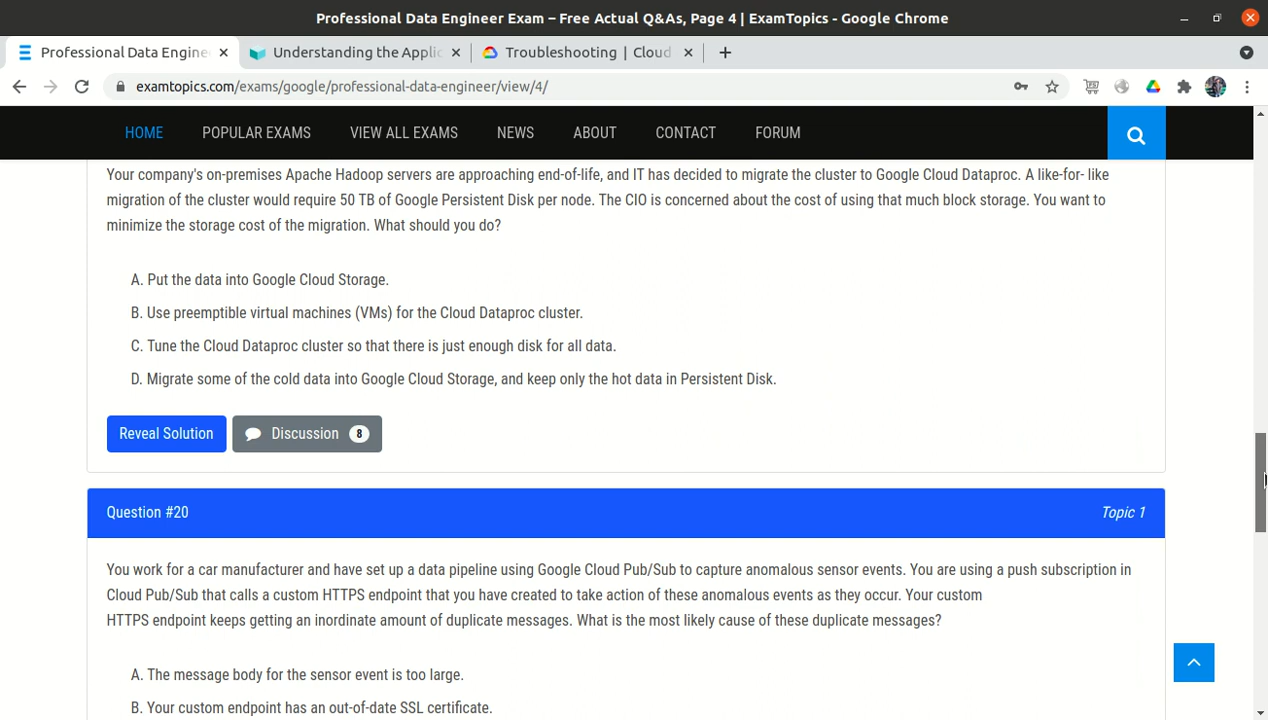 Professional Data Engineer Exam – Free Actual Q&As, Page 4 | ExamTopics - Google Chrome
Professional Data Engine
Understanding the Applic
Troubleshooting | Cloud
examtopics.com/exams/google/professional-data-engineer/view/4/
HOME POPULAR EXAMS VIEW ALL EXAMS NEWS ABOUT CONTACT FORUM
Your company's on-premises Apache Hadoop servers are approaching end-of-life, and IT has decided to migrate the cluster to Google Cloud Dataproc. A like-for- like
migration of the cluster would require 50 TB of Google Persistent Disk per node. The CIO is concerned about the cost of using that much block storage. You want to
minimize the storage cost of the migration. What should you do?
A. Put the data into Google Cloud Storage.
B. Use preemptible virtual machines (VMs) for the Cloud Dataproc cluster.
C. Tune the Cloud Dataproc cluster so that there is just enough disk for all data.
D. Migrate some of the cold data into Google Cloud Storage, and keep only the hot data in Persistent Disk.
Reveal Solution Discussion 8
Question #20 Topic 1
You work for a car manufacturer and have set up a data pipeline using Google Cloud Pub/Sub to capture anomalous sensor events. You are using a push subscription in
Cloud Pub/Sub that calls a custom HTTPS endpoint that you have created to take action of these anomalous events as they occur. Your custom
HTTPS endpoint keeps getting an inordinate amount of duplicate messages. What is the most likely cause of these duplicate messages?
A. The message body for the sensor event is too large.
B. Your custom endpoint has an out-of-date SSL certificate.